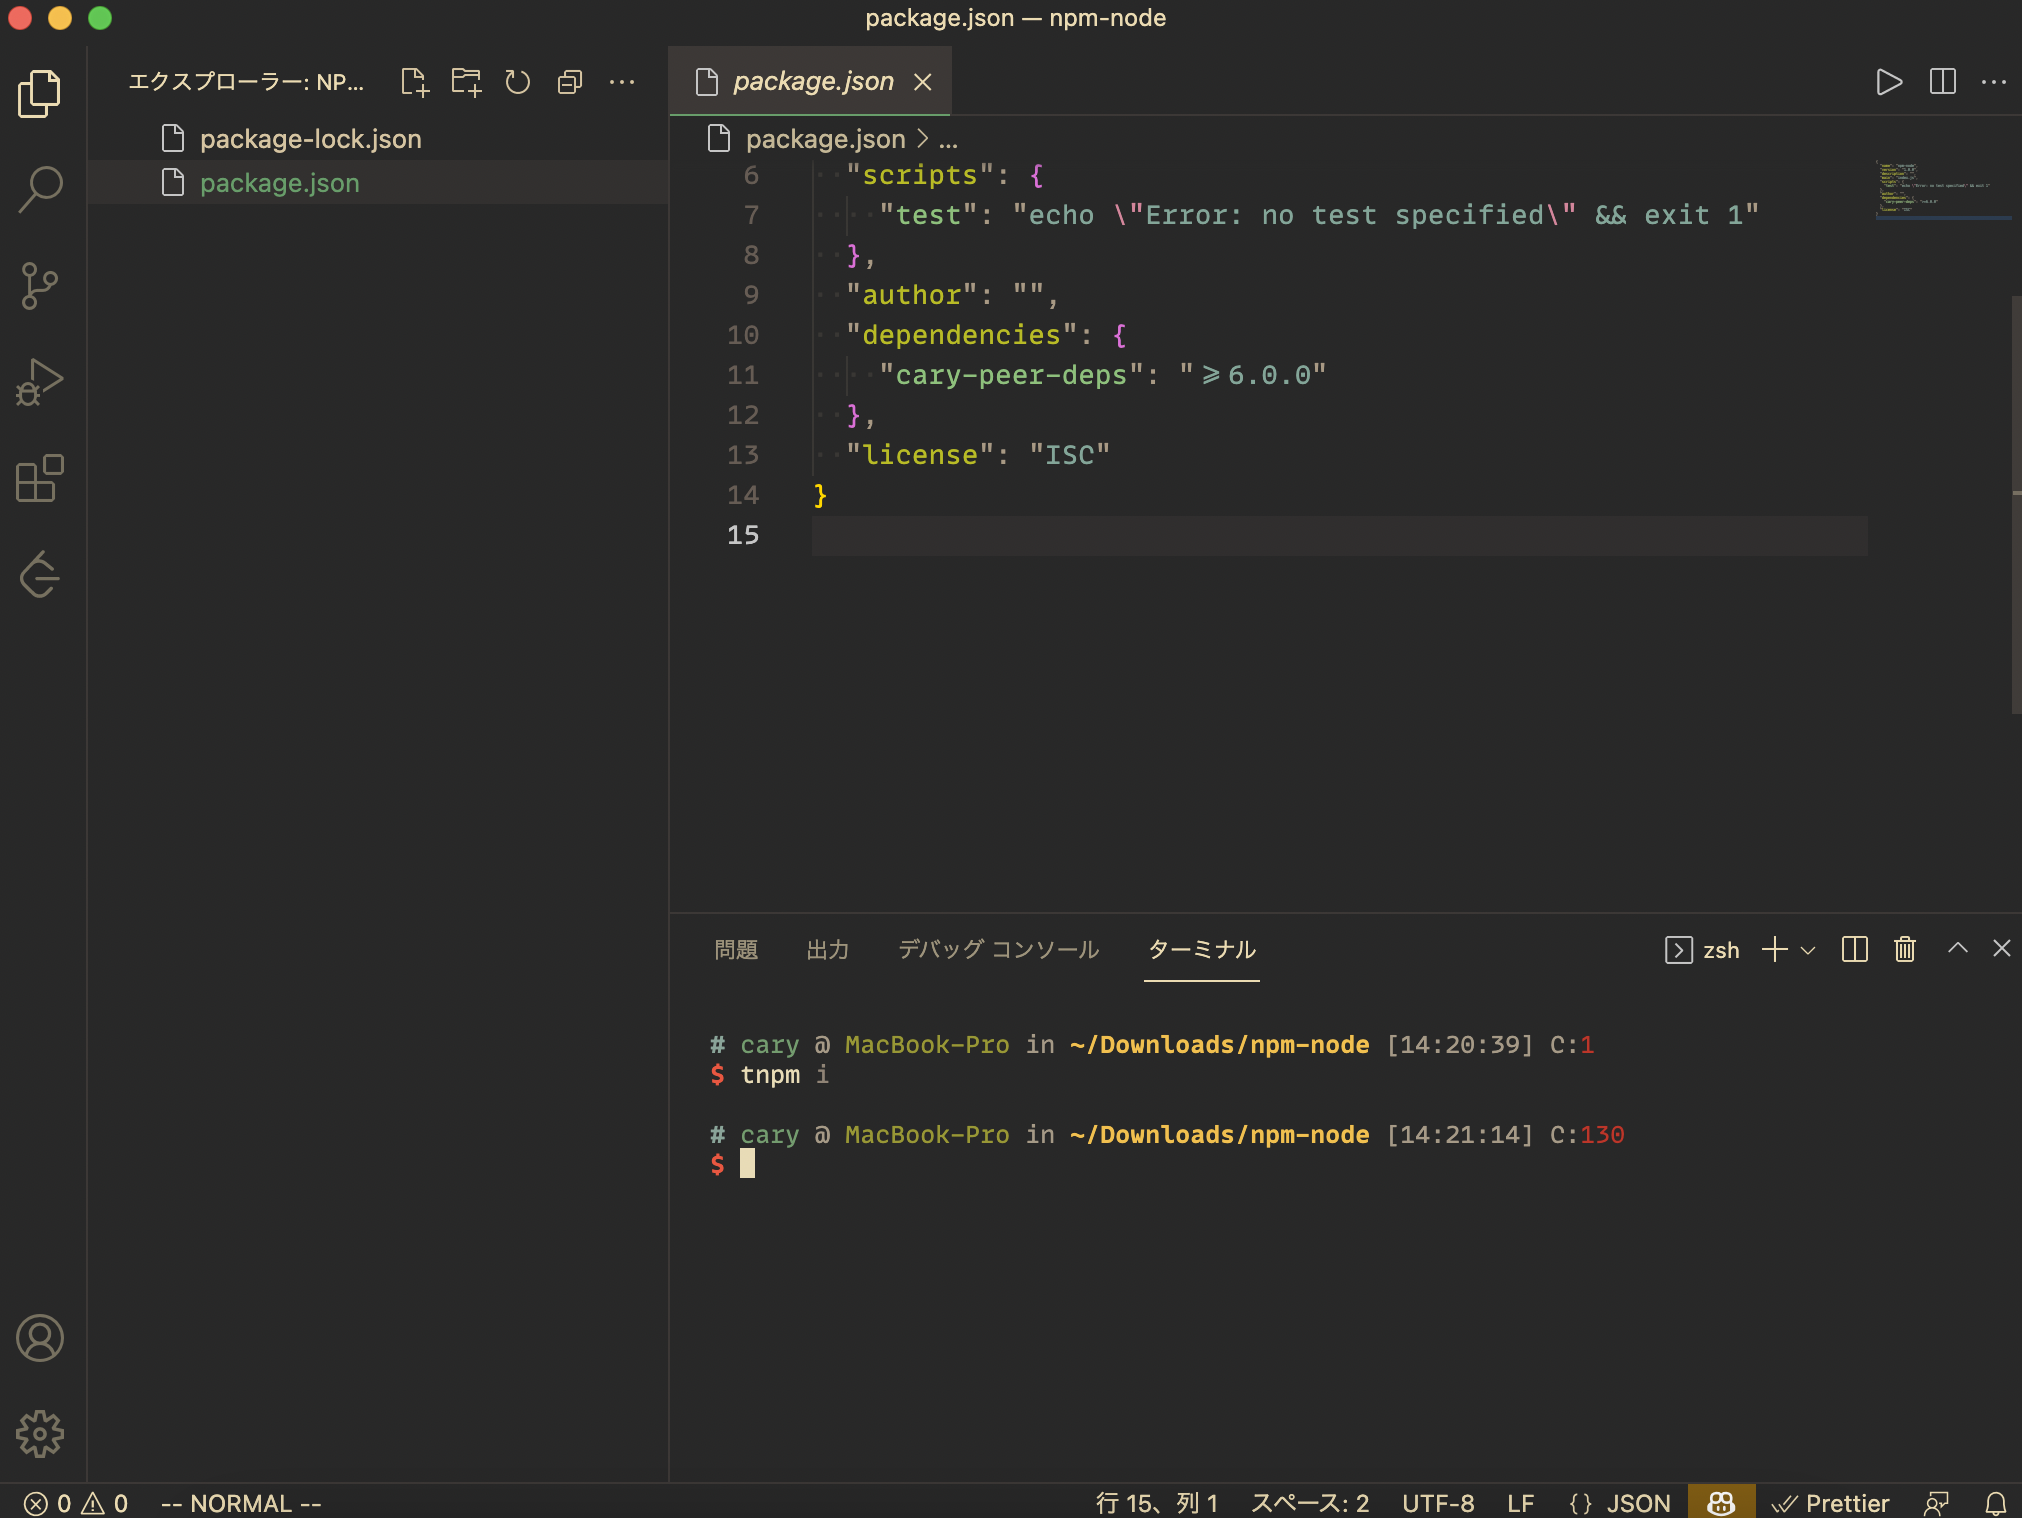 package.json — npm-node
エクスプローラー: NP...
package-lock.json
package.json
package.json
package.json > ...
6 "scripts": {
7 "test": "echo \"Error: no test specified\" && exit 1"
8 },
9 "author": "",
10 "dependencies": {
11 "cary-peer-deps": ">=6.0.0"
12 },
13 "license": "ISC"
14 }
15
問題 出力 デバッグ コンソール ターミナル zsh
# cary @ MacBook-Pro in ~/Downloads/npm-node [14:20:39] C:1
$ tnpm i
# cary @ MacBook-Pro in ~/Downloads/npm-node [14:21:14] C:130
$
0 0 -- NORMAL -- 行 15、列 1 スペース: 2 UTF-8 LF {} JSON Prettier